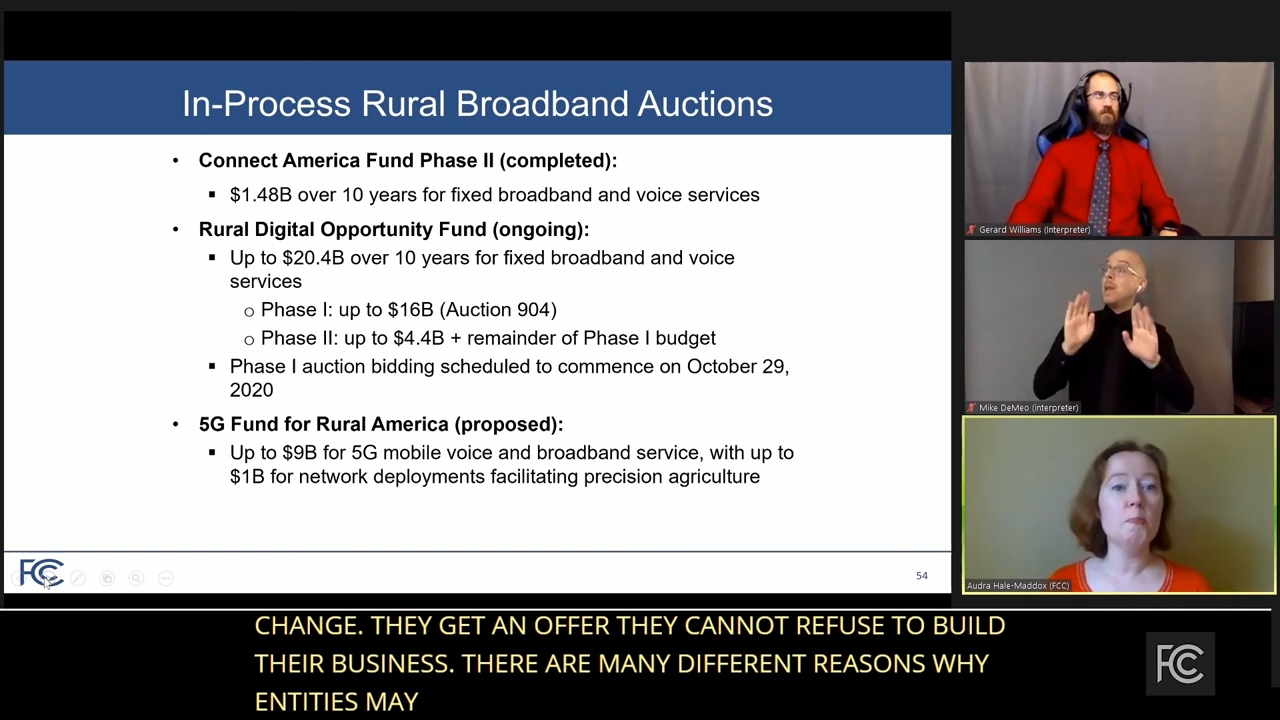 In-Process Rural Broadband Auctions
• Connect America Fund Phase II (completed):
▪ $1.48B over 10 years for fixed broadband and voice services
• Rural Digital Opportunity Fund (ongoing):
▪ Up to $20.4B over 10 years for fixed broadband and voice
services
o Phase I: up to $16B (Auction 904)
o Phase II: up to $4.4B + remainder of Phase I budget
▪ Phase I auction bidding scheduled to commence on October 29,
2020
• 5G Fund for Rural America (proposed):
▪ Up to $9B for 5G mobile voice and broadband service, with up to
$1B for network deployments facilitating precision agriculture
FCC
54
Gerard Williams (Interpreter)
Mike DeMeo (interpreter)
Audra Hale-Maddox (FCC)
CHANGE. THEY GET AN OFFER THEY CANNOT REFUSE TO BUILD
THEIR BUSINESS. THERE ARE MANY DIFFERENT REASONS WHY
ENTITIES MAY
FCC